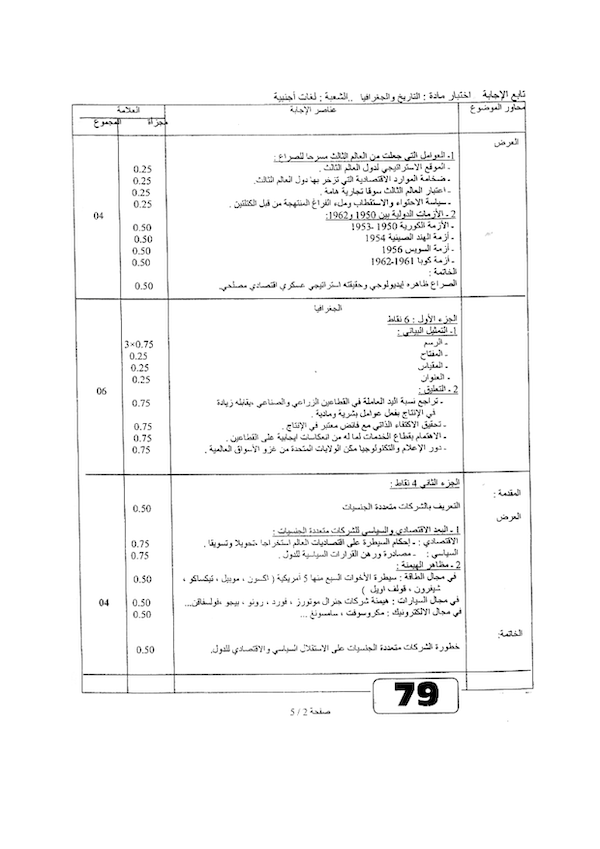 تابع الإجابة اختبار مادة : التاريخ والجغرافيا ..الشعبة : لغات أجنبية
محاور الموضوع عناصر الإجابة العلامة
مجزأة المجموع
العرض
1- العوامل التي جعلت من العالم الثالث مسرحا للصراع :
- الموقع الاستراتيجي لدول العالم الثالث . 0.25
- ضخامة الموارد الاقتصادية التي تزخر بها دول العالم الثالث. 0.25
- اعتبار العالم الثالث سوقا تجارية هامة . 0.25
- سياسة الاحتواء والاستقطاب وملء الفراغ المنتهجة من قبل الكتلتين . 0.25
2 - الأزمات الدولية بين 1950 و1962: 04
- الأزمة الكورية 1950 -1953 0.50
- أزمة الهند الصينية 1954 0.50
- أزمة السويس 1956 0.50
- أزمة كوبا 1961-1962 0.50
الخاتمة :
الصراع ظاهره إيديولوجي وحقيقته استراتيجي عسكري اقتصادي مصلحي. 0.50
الجغرافيا
الجزء الأول : 6 نقاط
1- التمثيل البياني :
- الرسم 3×0.75
- المفتاح 0.25
- المقياس 0.25
- العنوان 0.25
2 - التعليق : 06
- تراجع نسبة اليد العاملة في القطاعين الزراعي والصناعي ،يقابله زيادة 0.75
في الإنتاج بفعل عوامل بشرية ومادية .
- تحقيق الاكتفاء الذاتي مع فائض معتبر في الإنتاج . 0.75
- الاهتمام بقطاع الخدمات لما له من انعكاسات ايجابية على القطاعين . 0.75
- دور الإعلام والتكنولوجيا مكن الولايات المتحدة من غزو الأسواق العالمية . 0.75
الجزء الثاني 4 نقاط :
المقدمة :
التعريف بالشركات متعددة الجنسيات 0.50
العرض
1 - البعد الاقتصادي والسياسي للشركات متعددة الجنسيات :
الاقتصادي : - إحكام السيطرة على اقتصاديات العالم استخراجا ،تحويلا وتسويقا . 0.75
السياسي : - مصادرة ورهن القرارات السياسية للدول . 0.75
2 - مظاهر الهيمنة :
في مجال الطاقة : سيطرة الأخوات السبع منها 5 أمريكية ( اكسون ، موبيل ، تيكساكو ، 0.50
شيفرون ، قولف اويل )
في مجال السيارات : هيمنة شركات جنرال موتورز ، فورد ، رونو ، بيجو ،فولسفاقن... 0.50 04
في مجال الالكترونيك : مكروسوفت ، سامسونغ ... 0.50
الخاتمة:
خطورة الشركات متعددة الجنسيات على الاستقلال السياسي والاقتصادي للدول. 0.50
79
صفحة 2 / 5